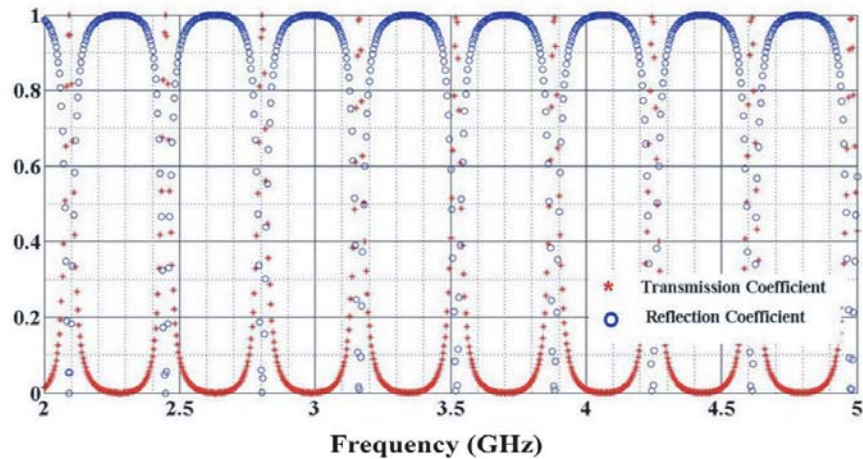 1
0.8
0.6
0.4
0.2
0
* Transmission Coefficient
o Reflection Coefficient
2 2.5 3 3.5 4 4.5 5
Frequency (GHz)